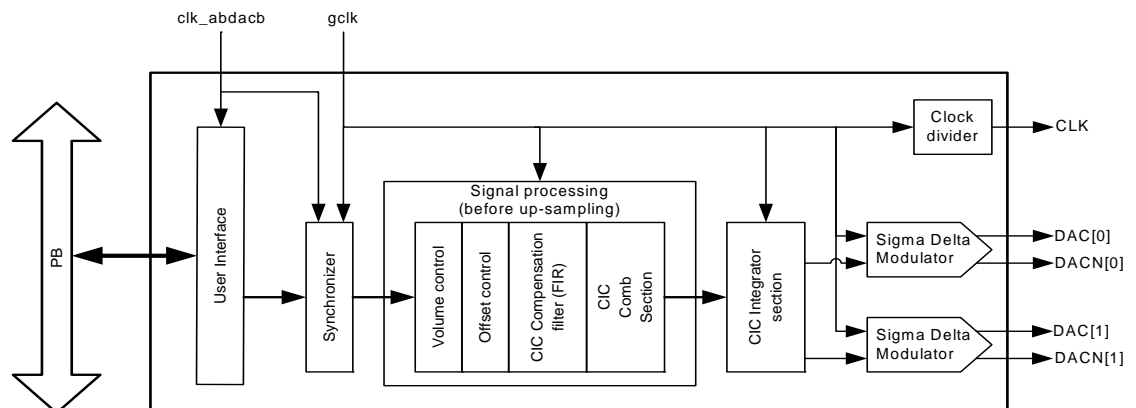 clk_abdacb
gclk
Clock
divider
CLK
Signal processing
(before up-sampling)
PB
User Interface
Synchronizer
Volume control
Offset control
CIC Compensation
filter (FIR)
CIC
Comb
Section
CIC Integrator
section
Sigma Delta
Modulator
DAC[0]
DACN[0]
Sigma Delta
Modulator
DAC[1]
DACN[1]